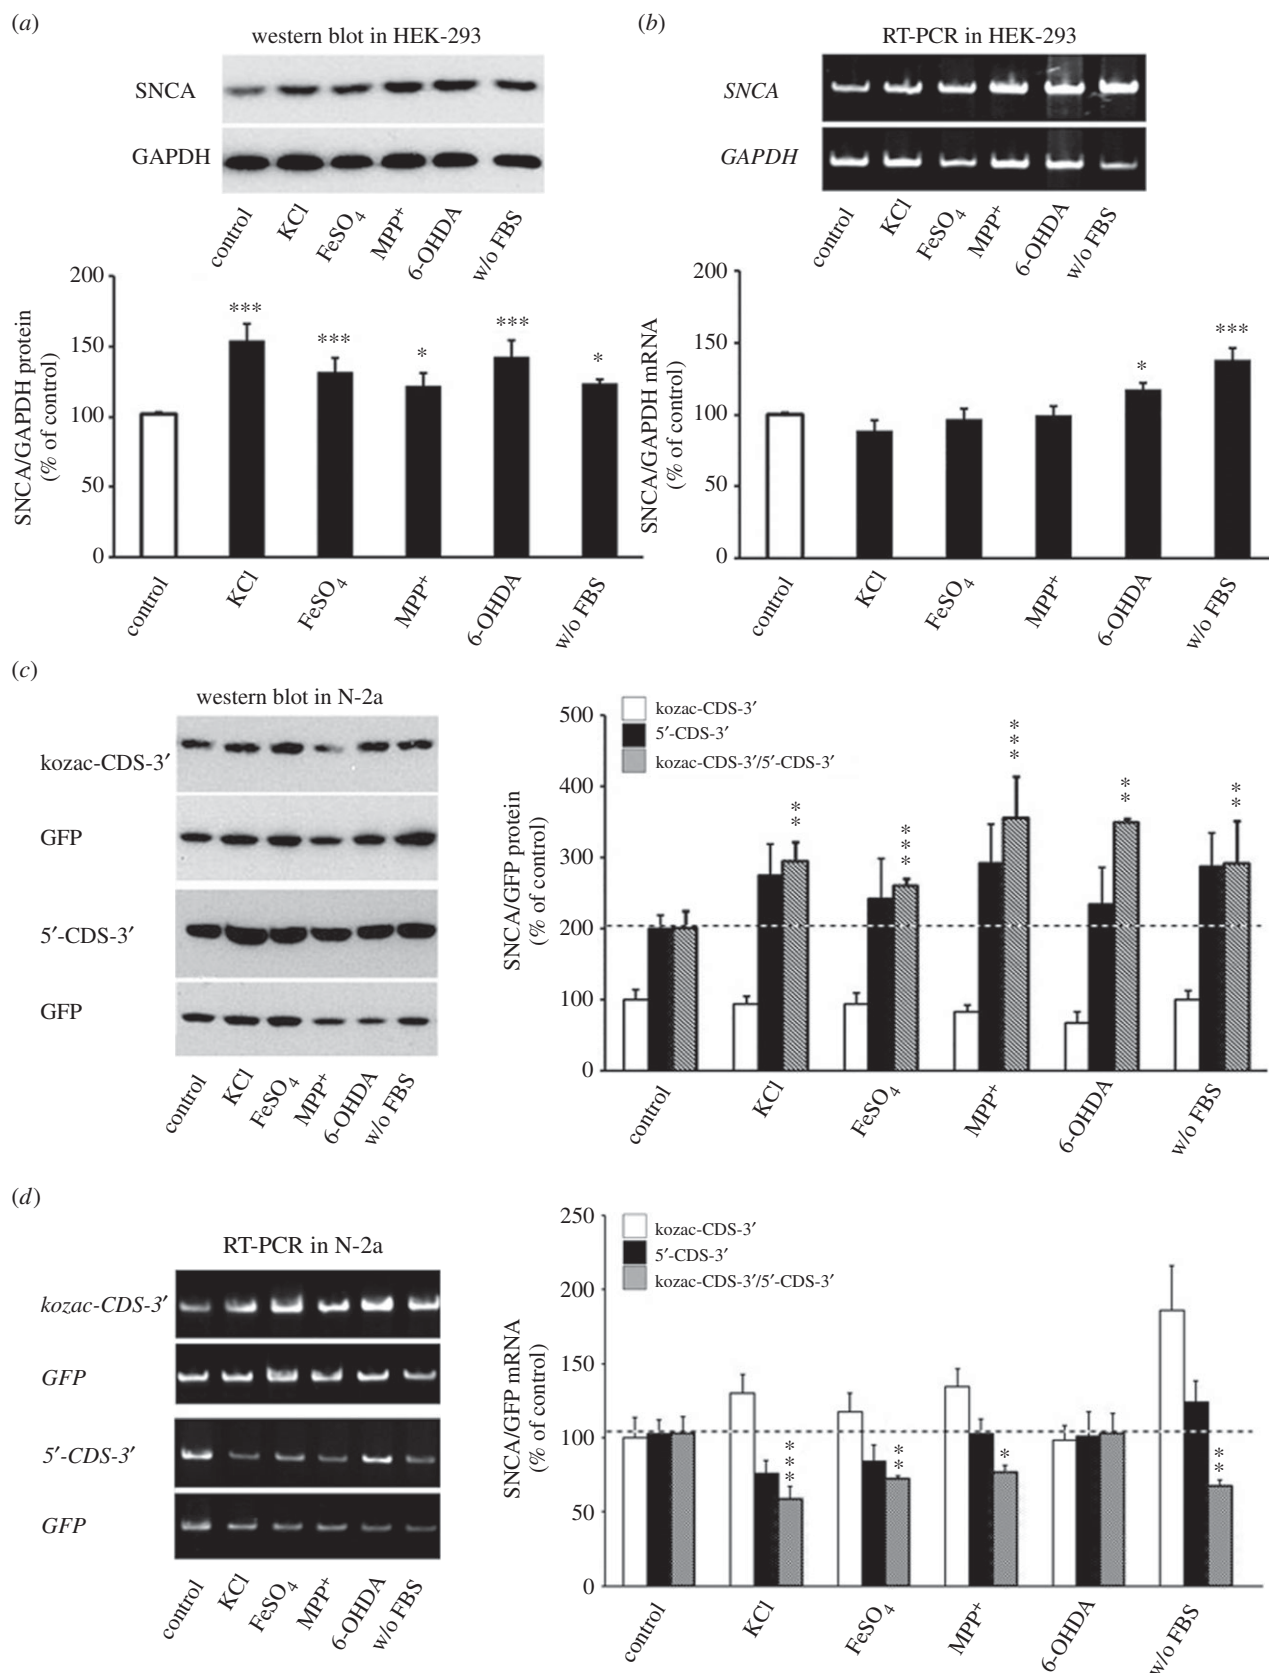 (a)
western blot in HEK-293
SNCA
GAPDH
control
KCl
FeSO4
MPP+
6-OHDA
w/o FBS
SNCA/GAPDH protein
(% of control)
200
150
100
50
0
***
***
*
***
*
control
KCl
FeSO4
MPP+
6-OHDA
w/o FBS
(b)
RT-PCR in HEK-293
SNCA
GAPDH
control
KCl
FeSO4
MPP+
6-OHDA
w/o FBS
SNCA/GAPDH mRNA
(% of control)
200
150
100
50
0
*
***
control
KCl
FeSO4
MPP+
6-OHDA
w/o FBS
(c)
western blot in N-2a
kozac-CDS-3′
GFP
5′-CDS-3′
GFP
control
KCl
FeSO4
MPP+
6-OHDA
w/o FBS
SNCA/GFP protein
(% of control)
500
400
300
200
100
0
kozac-CDS-3′
5′-CDS-3′
kozac-CDS-3′/5′-CDS-3′
**
***
***
**
**
control
KCl
FeSO4
MPP+
6-OHDA
w/o FBS
(d)
RT-PCR in N-2a
kozac-CDS-3′
GFP
5′-CDS-3′
GFP
control
KCl
FeSO4
MPP+
6-OHDA
w/o FBS
SNCA/GFP mRNA
(% of control)
250
200
150
100
50
0
kozac-CDS-3′
5′-CDS-3′
kozac-CDS-3′/5′-CDS-3′
***
**
*
**
control
KCl
FeSO4
MPP+
6-OHDA
w/o FBS